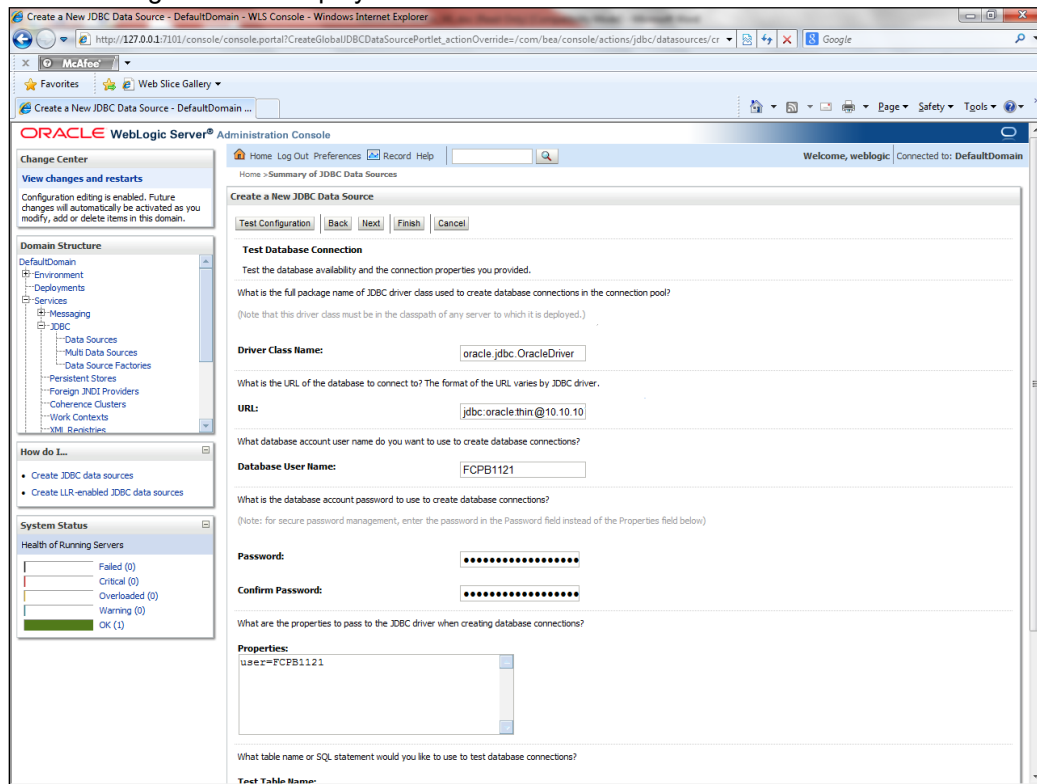 Create a New JDBC Data Source - DefaultDomain - WLS Console - Windows Internet Explorer
http://127.0.0.1:7101/console/console.portal?CreateGlobalJDBCDataSourcePortlet_actionOverride=/com/bea/console/actions/jdbc/datasources/cr
Google
x McAfee
Favorites Web Slice Gallery
Create a New JDBC Data Source - DefaultDomain ...
Page Safety Tools
ORACLE WebLogic Server® Administration Console
Change Center
View changes and restarts
Configuration editing is enabled. Future
changes will automatically be activated as you
modify, add or delete items in this domain.
Domain Structure
DefaultDomain
Environment
Deployments
Services
Messaging
JDBC
Data Sources
Multi Data Sources
Data Source Factories
Persistent Stores
Foreign JNDI Providers
Coherence Clusters
Work Contexts
XML Registries
How do I...
Create JDBC data sources
Create LLR-enabled JDBC data sources
System Status
Health of Running Servers
Failed (0)
Critical (0)
Overloaded (0)
Warning (0)
OK (1)
Home Log Out Preferences Record Help
Welcome, weblogic Connected to: DefaultDomain
Home >Summary of JDBC Data Sources
Create a New JDBC Data Source
Test Configuration Back Next Finish Cancel
Test Database Connection
Test the database availability and the connection properties you provided.
What is the full package name of JDBC driver class used to create database connections in the connection pool?
(Note that this driver class must be in the classpath of any server to which it is deployed.)
Driver Class Name: oracle.jdbc.OracleDriver
What is the URL of the database to connect to? The format of the URL varies by JDBC driver.
URL: jdbc:oracle:thin:@10.10.10
What database account user name do you want to use to create database connections?
Database User Name: FCPB1121
What is the database account password to use to create database connections?
(Note: for secure password management, enter the password in the Password field instead of the Properties field below)
Password: ••••••••••••••••••
Confirm Password: ••••••••••••••••••
What are the properties to pass to the JDBC driver when creating database connections?
Properties:
user=FCPB1121
What table name or SQL statement would you like to use to test database connections?
Test Table Name: